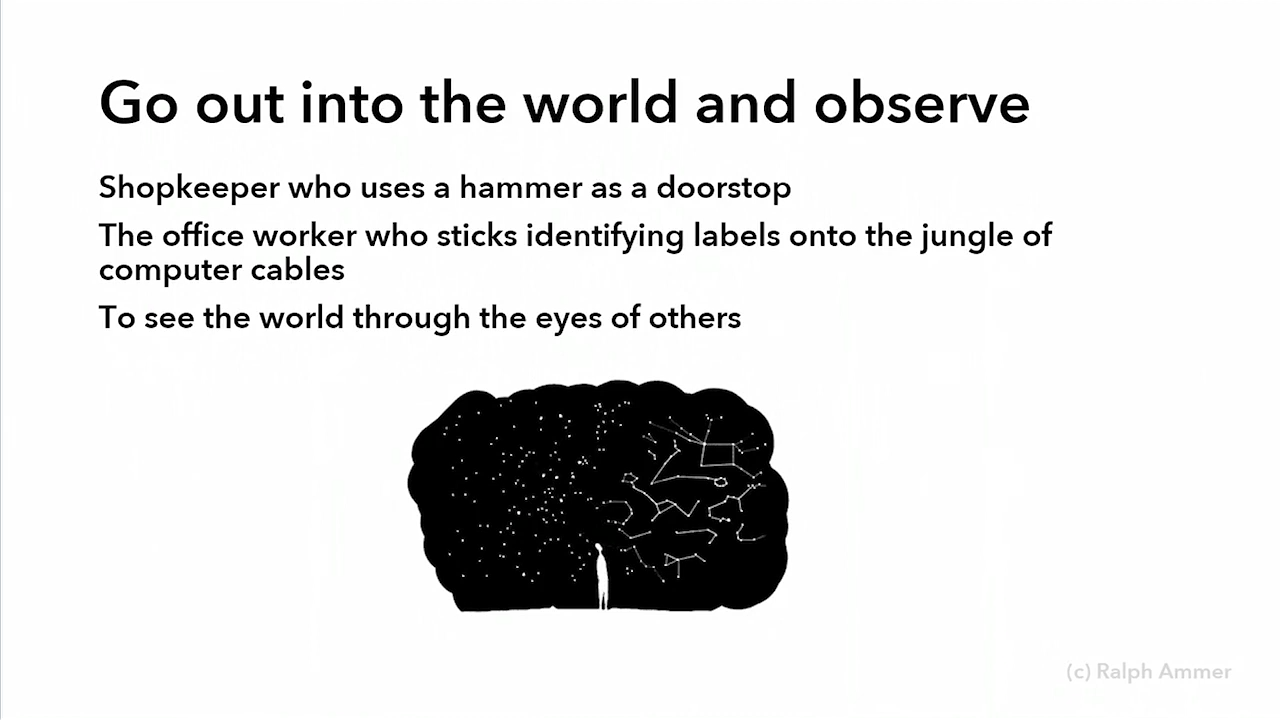 Go out into the world and observe
Shopkeeper who uses a hammer as a doorstop
The office worker who sticks identifying labels onto the jungle of
computer cables
To see the world through the eyes of others
(c) Ralph Ammer